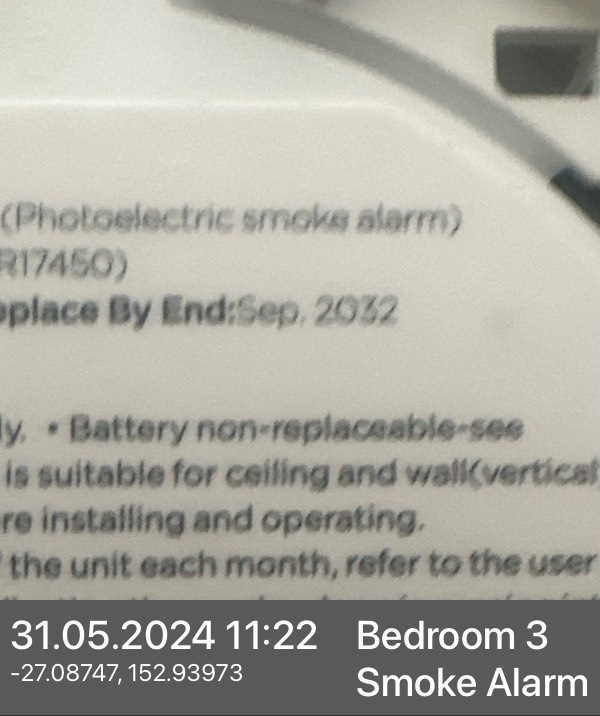 (Photoelectric smoke alarm)
R17450)
eplace By End:Sep. 2032
ly. • Battery non-replaceable-see
is suitable for ceiling and wall(vertical
re installing and operating.
the unit each month, refer to the user
31.05.2024 11:22
-27.08747, 152.93973
Bedroom 3
Smoke Alarm